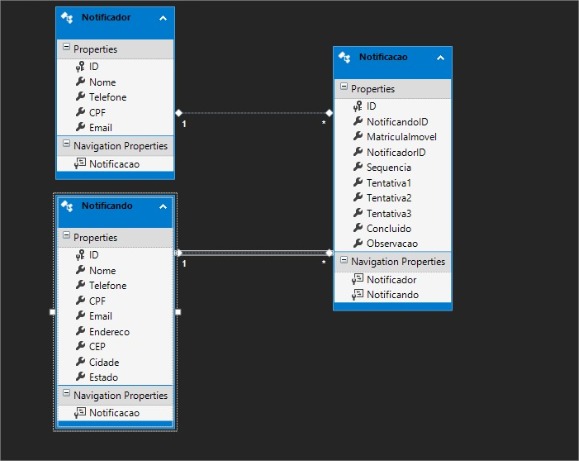 Notificador
Properties
ID
Nome
Telefone
CPF
Email
Navigation Properties
Notificacao
1
*
Notificacao
Properties
ID
NotificandoID
MatriculaImovel
NotificadorID
Sequencia
Tentativa1
Tentativa2
Tentativa3
Concluido
Observacao
Navigation Properties
Notificador
Notificando
Notificando
Properties
ID
Nome
Telefone
CPF
Email
Endereco
CEP
Cidade
Estado
Navigation Properties
Notificacao
1
*